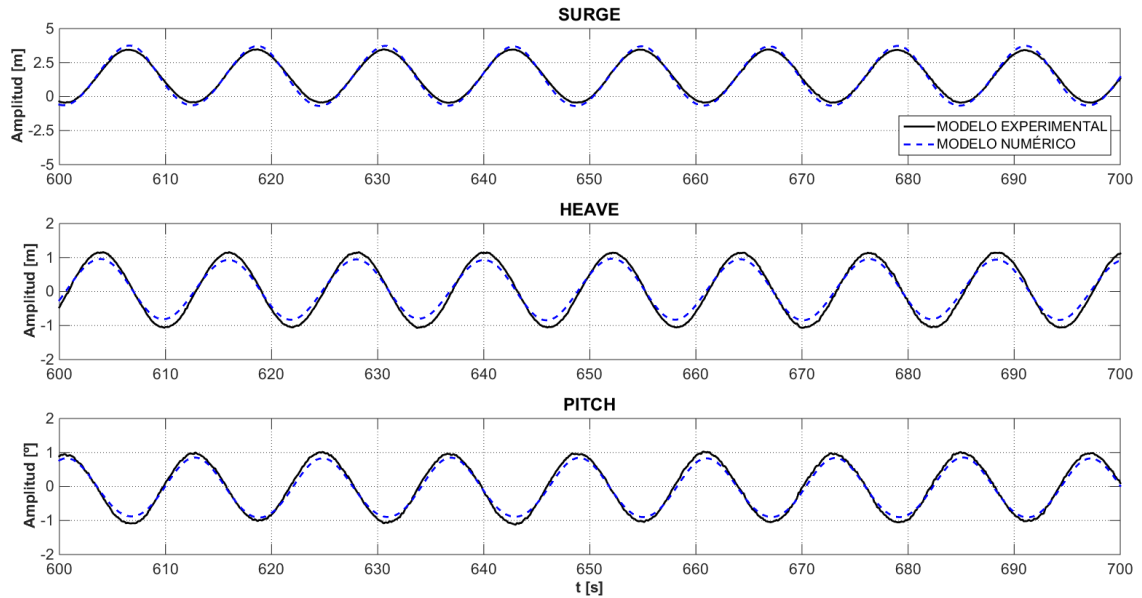 SURGE
Amplitud [m]
5
2.5
0
-2.5
-5
MODELO EXPERIMENTAL
MODELO NUMÉRICO
600 610 620 630 640 650 660 670 680 690 700
HEAVE
Amplitud [m]
2
1
0
-1
-2
600 610 620 630 640 650 660 670 680 690 700
PITCH
Amplitud [º]
2
1
0
-1
-2
600 610 620 630 640 650 660 670 680 690 700
t [s]